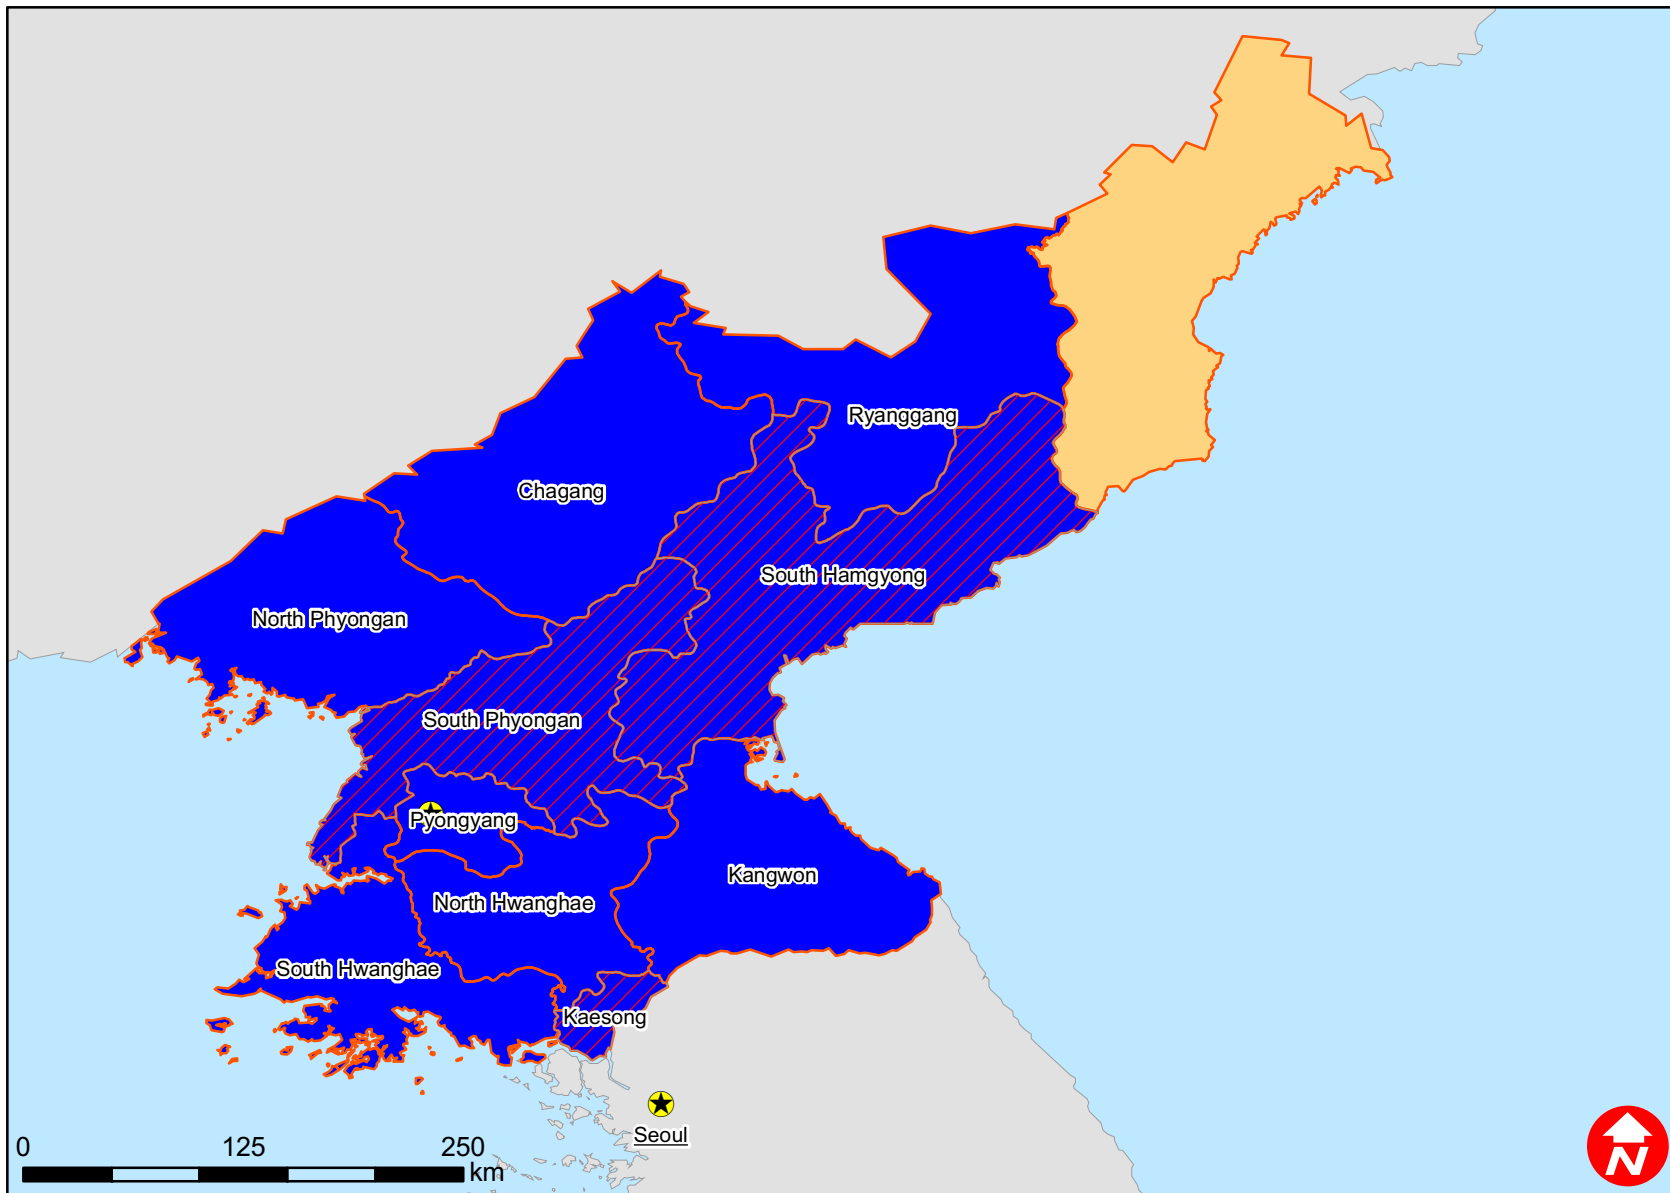 Ryanggang
Chagang
South Hamgyong
North Phyongan
South Phyongan
Pyongyang
Kangwon
North Hwanghae
South Hwanghae
Kaesong
Seoul
0 125 250
km
N